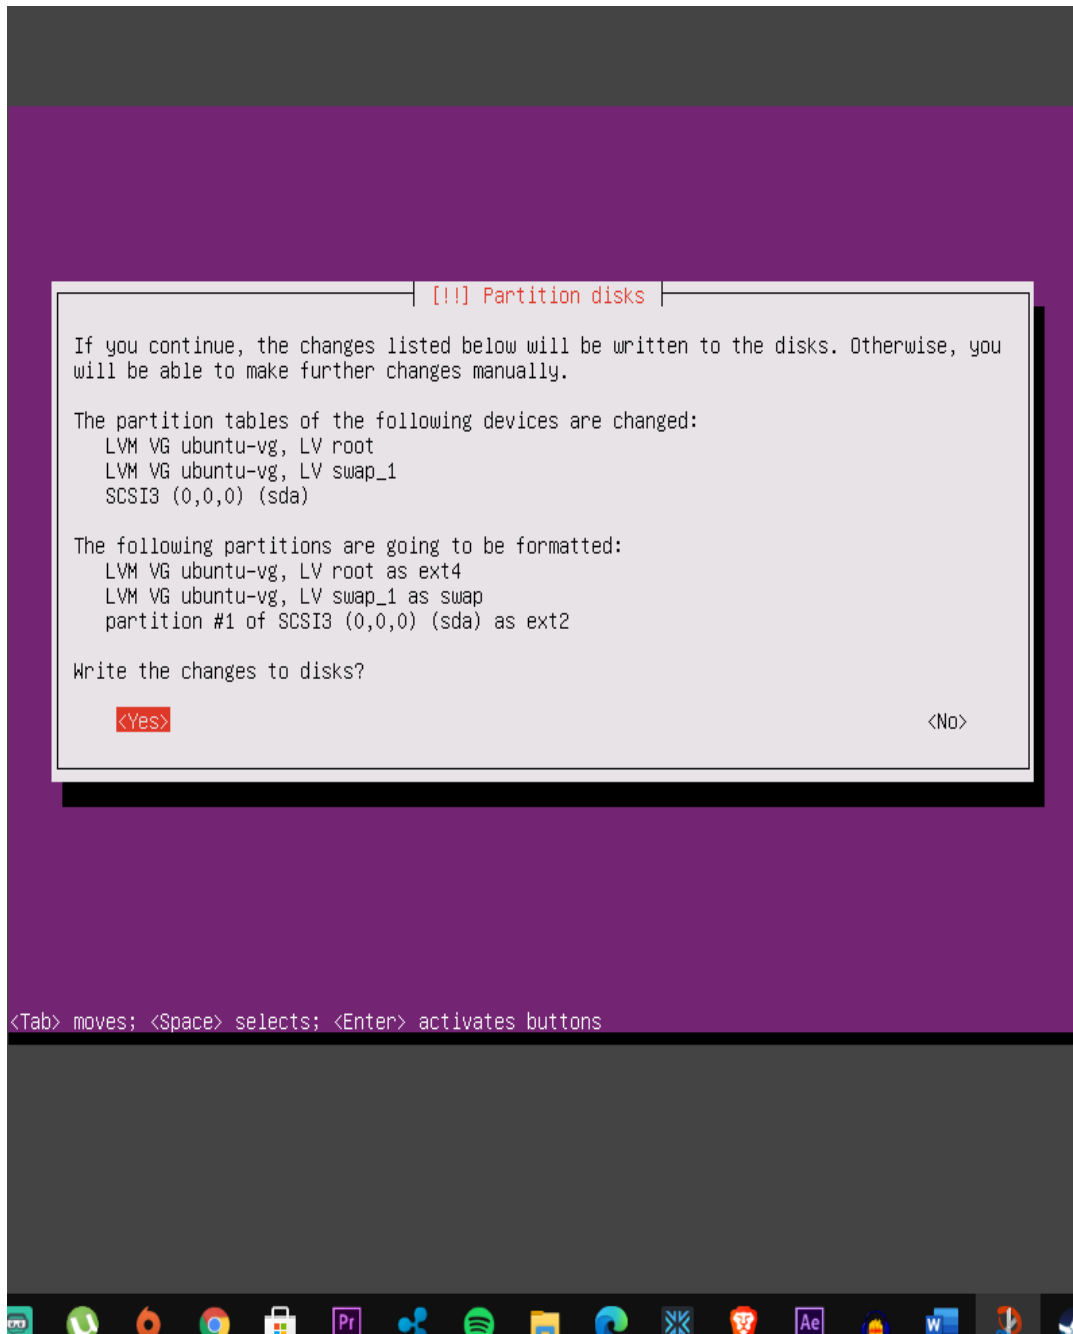 [!!] Partition disks
If you continue, the changes listed below will be written to the disks. Otherwise, you
will be able to make further changes manually.
The partition tables of the following devices are changed:
LVM VG ubuntu-vg, LV root
LVM VG ubuntu-vg, LV swap_1
SCSI3 (0,0,0) (sda)
The following partitions are going to be formatted:
LVM VG ubuntu-vg, LV root as ext4
LVM VG ubuntu-vg, LV swap_1 as swap
partition #1 of SCSI3 (0,0,0) (sda) as ext2
Write the changes to disks?
<Yes> <No>
<Tab> moves; <Space> selects; <Enter> activates buttons
Pr Ae W